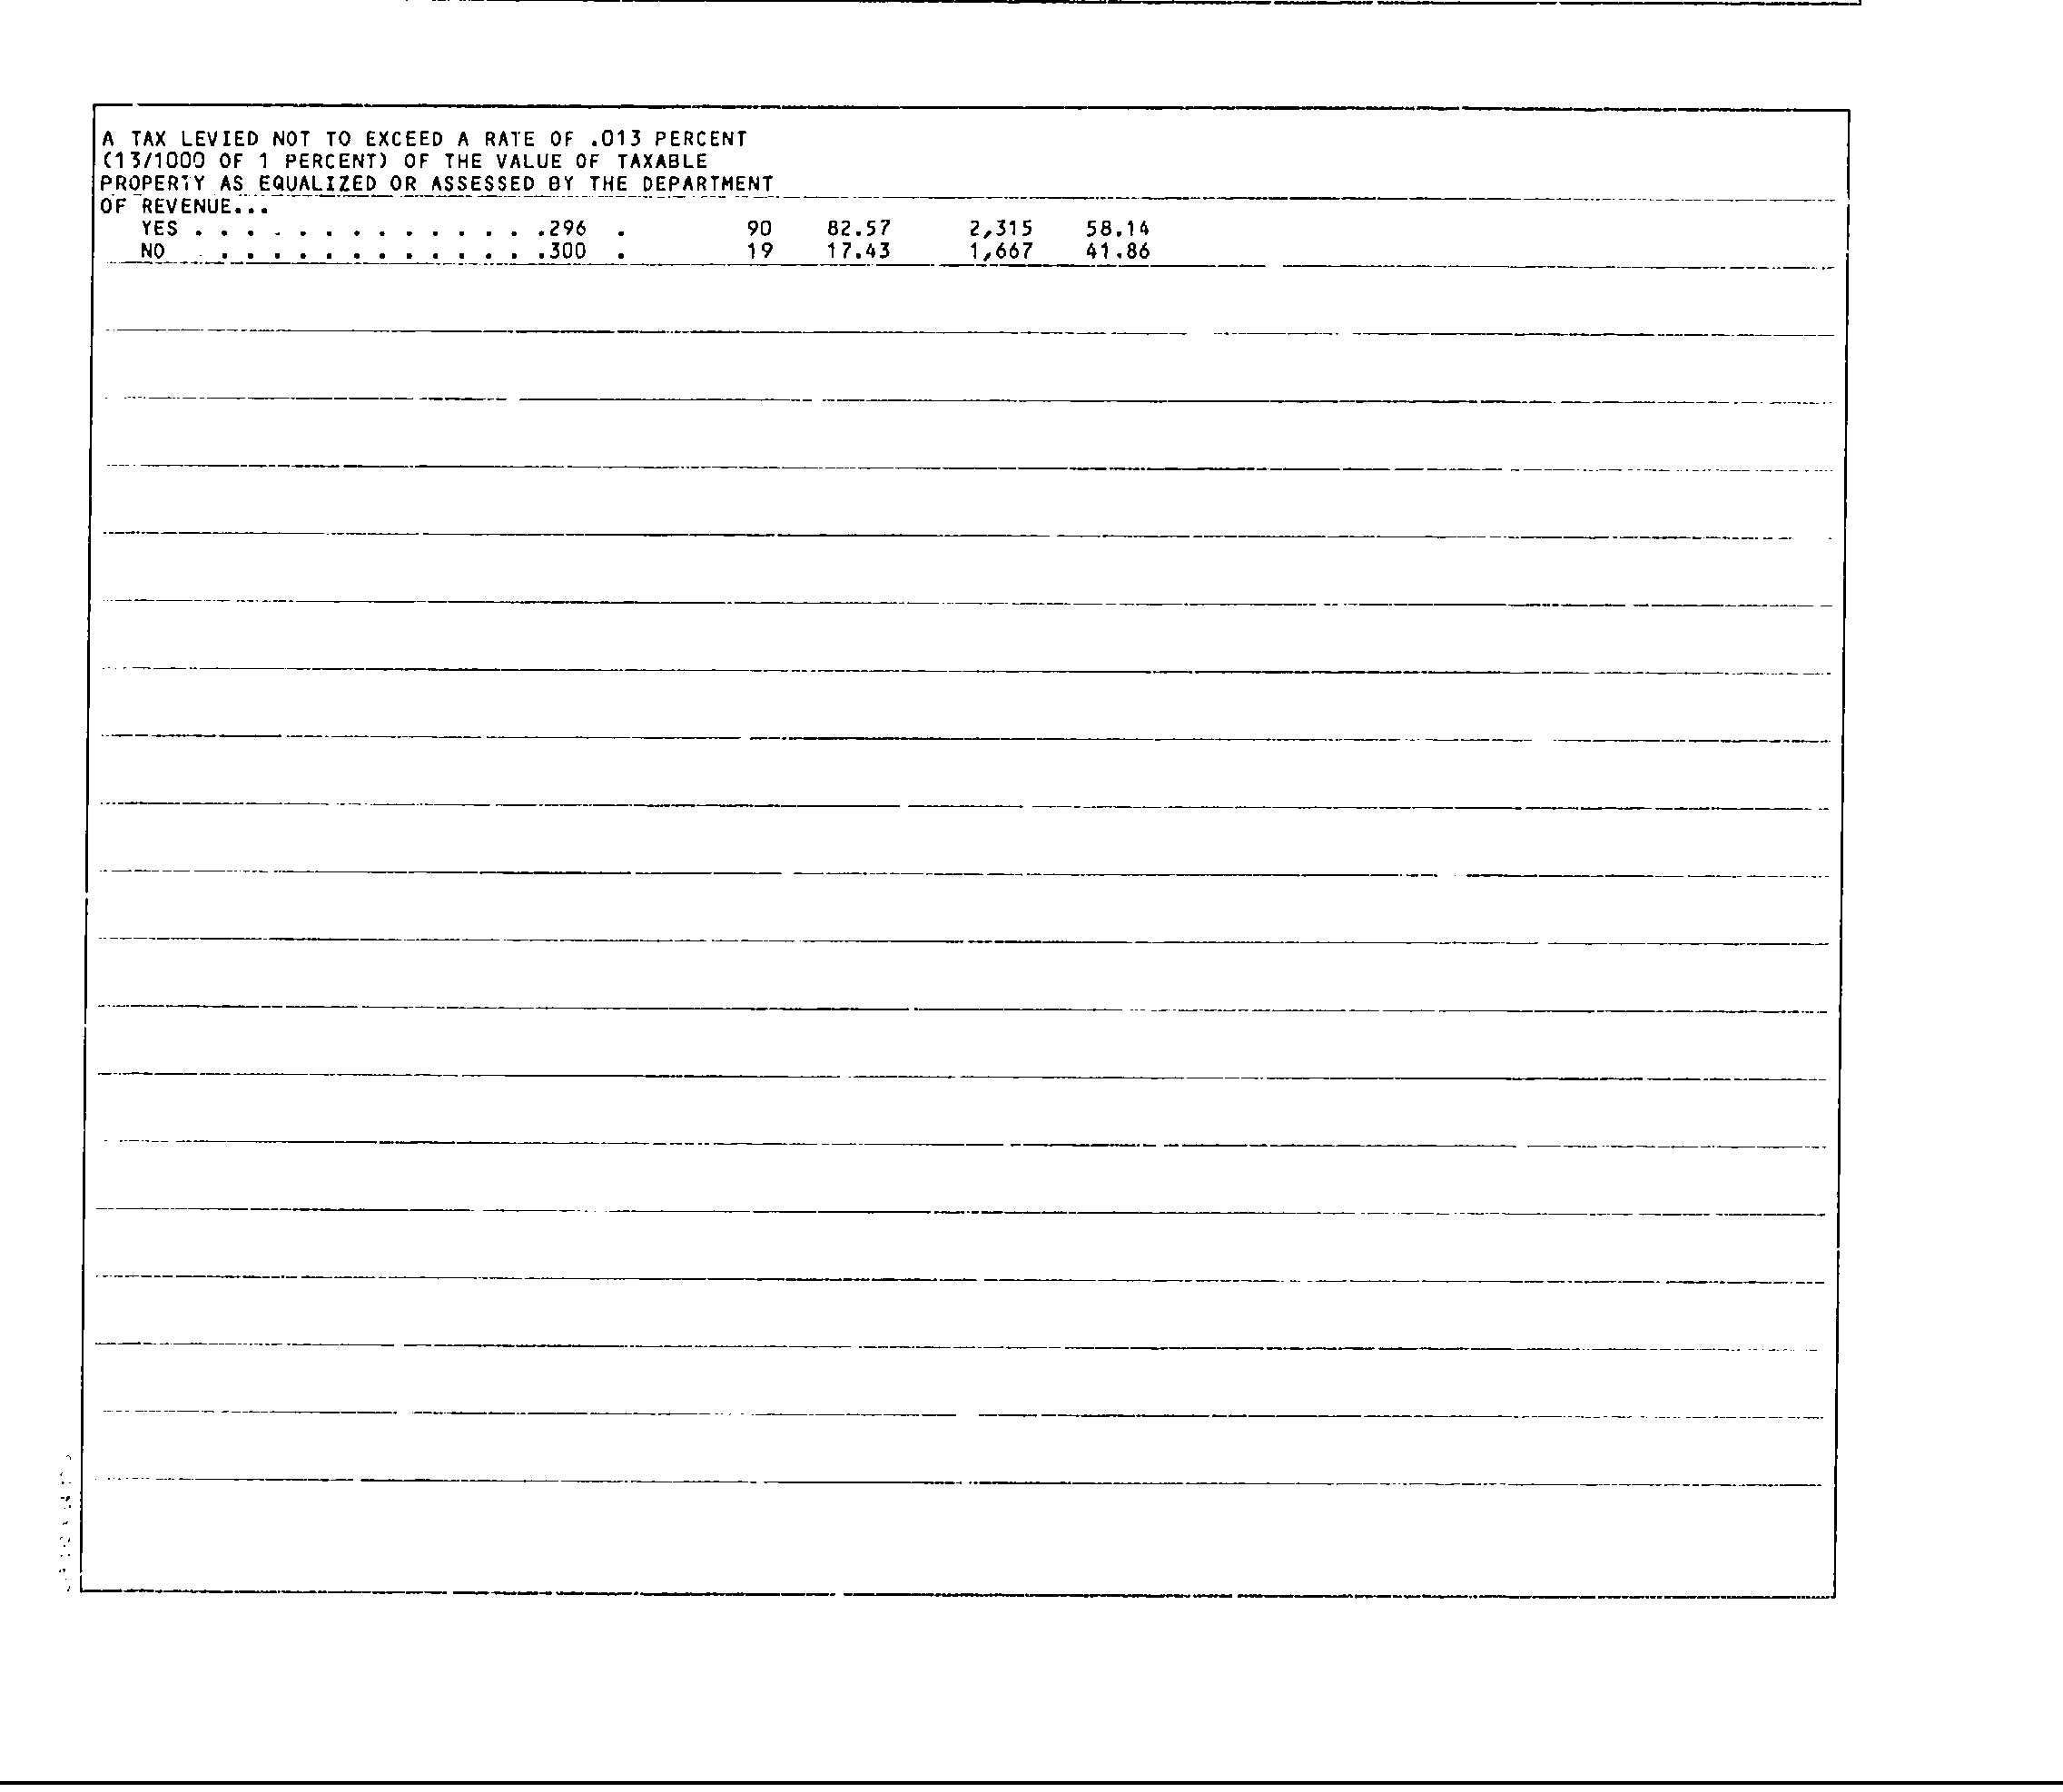 A TAX LEVIED NOT TO EXCEED A RATE OF .013 PERCENT
(13/1000 OF 1 PERCENT) OF THE VALUE OF TAXABLE
PROPERTY AS EQUALIZED OR ASSESSED BY THE DEPARTMENT
OF REVENUE...
YES . . . . . . . . . . . . . .296 . 90 82.57 2,315 58.14
NO . . . . . . . . . . . . .300 . 19 17.43 1,667 41.86